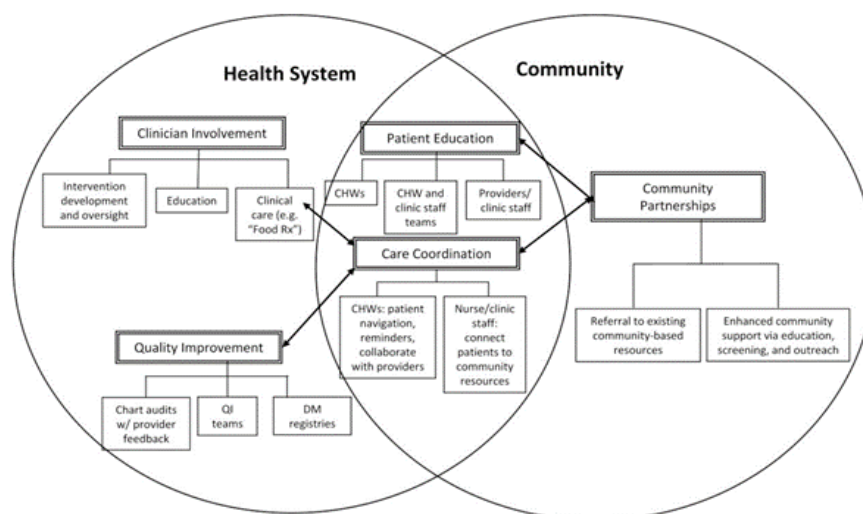 Health System
Community
Clinician Involvement
Intervention
development
and oversight
Education
Clinical
care (e.g.
“Food Rx”)
Patient Education
CHWs
CHW and
clinic staff
teams
Providers/
clinic staff
Community
Partnerships
Care Coordination
CHWs: patient
navigation,
reminders,
collaborate
with providers
Nurse/clinic
staff:
connect
patients to
community
resources
Referral to existing
community-based
resources
Enhanced community
support via education,
screening, and outreach
Quality Improvement
Chart audits
w/ provider
feedback
QI
teams
DM
registries